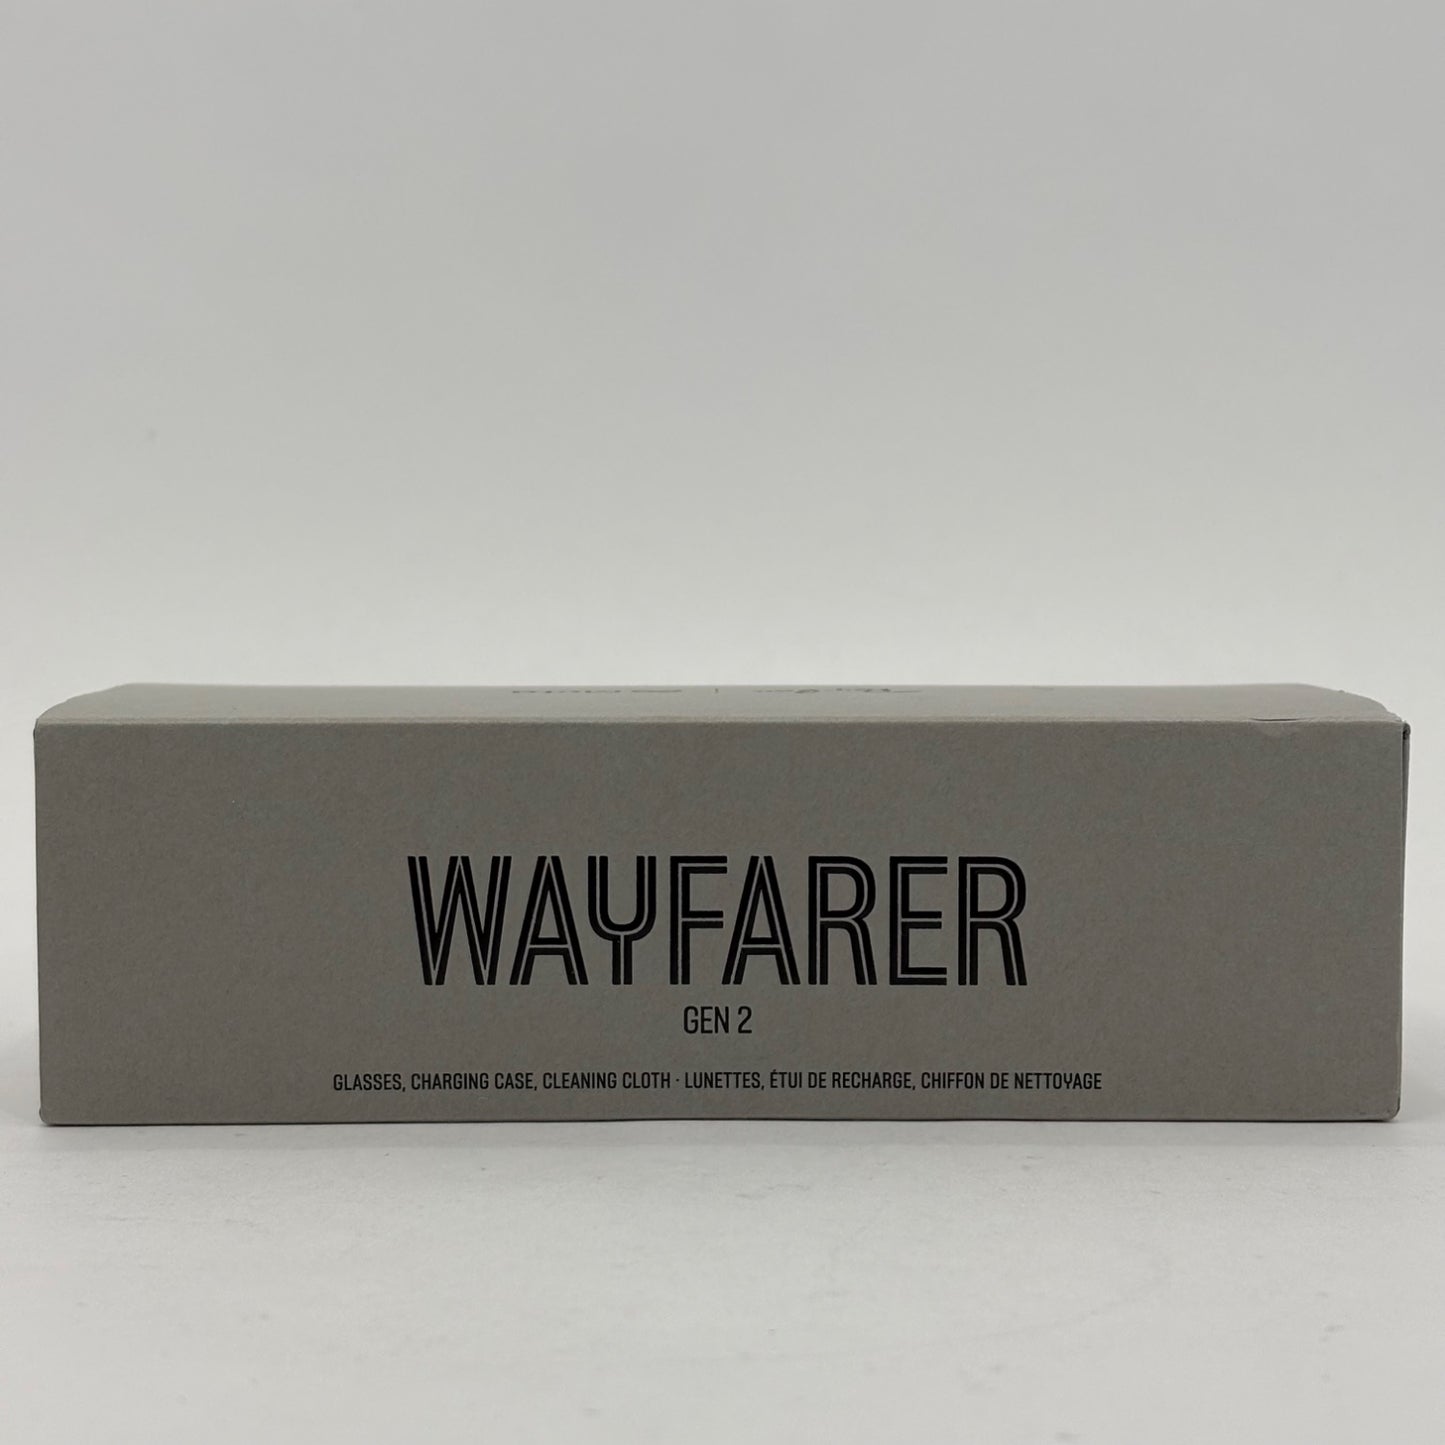 WAYFARER
GEN 2
GLASSES, CHARGING CASE, CLEANING CLOTH · LUNETTES, ÉTUI DE RECHARGE, CHIFFON DE NETTOYAGE